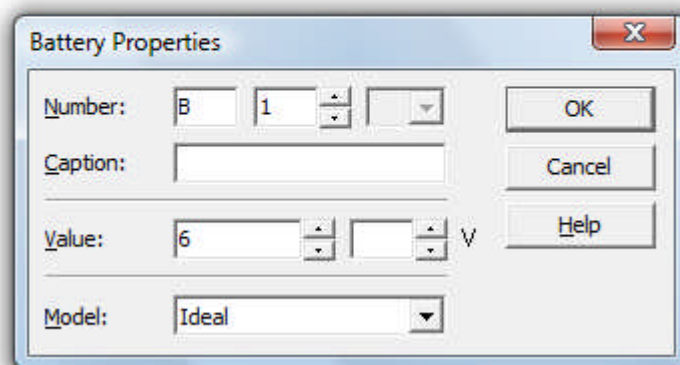 Battery Properties
Number: B 1
OK
Caption:
Cancel
Value: 6 V
Help
Model: Ideal